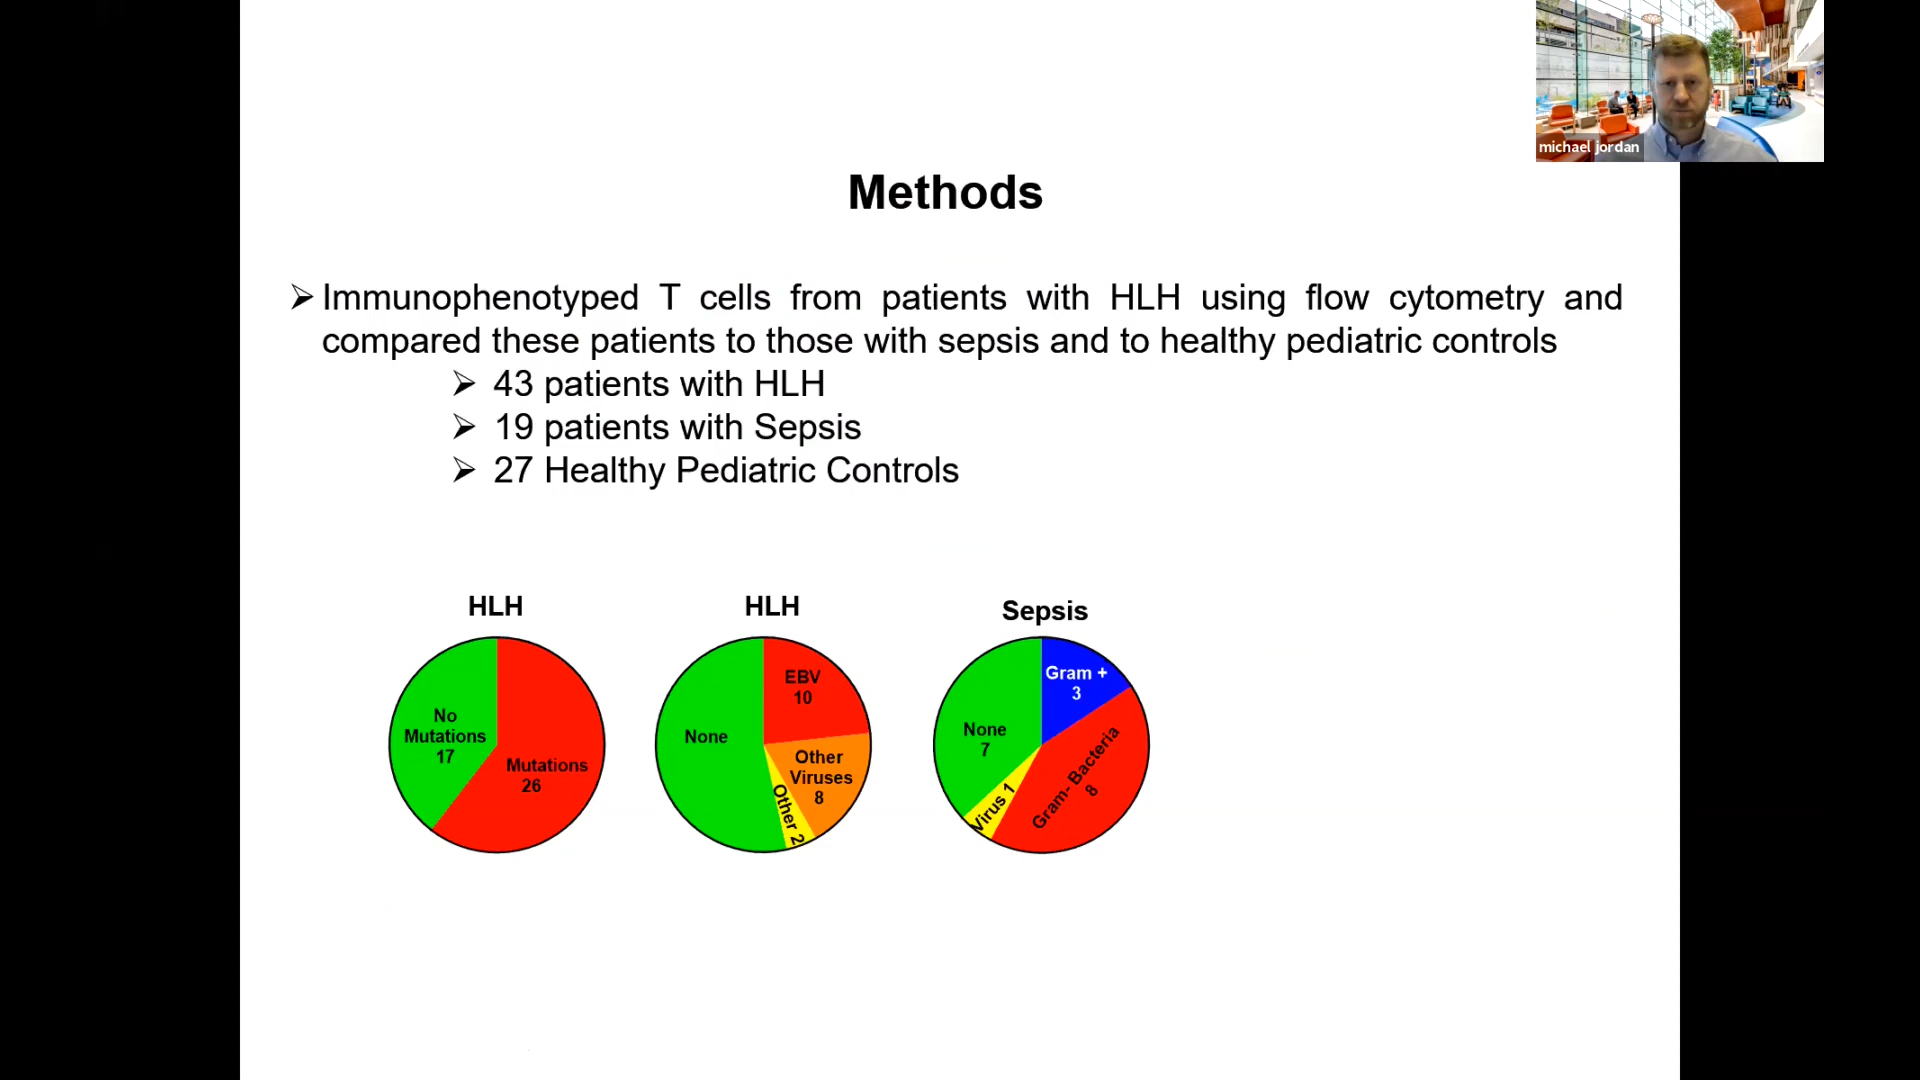 michael jordan
Methods
➢ Immunophenotyped T cells from patients with HLH using flow cytometry and
compared these patients to those with sepsis and to healthy pediatric controls
➢ 43 patients with HLH
➢ 19 patients with Sepsis
➢ 27 Healthy Pediatric Controls
HLH
No
Mutations
17
Mutations
26
HLH
EBV
10
None
Other
Viruses
8
Other 2
Sepsis
Gram +
3
None
7
Gram- Bacteria
8
Virus 1